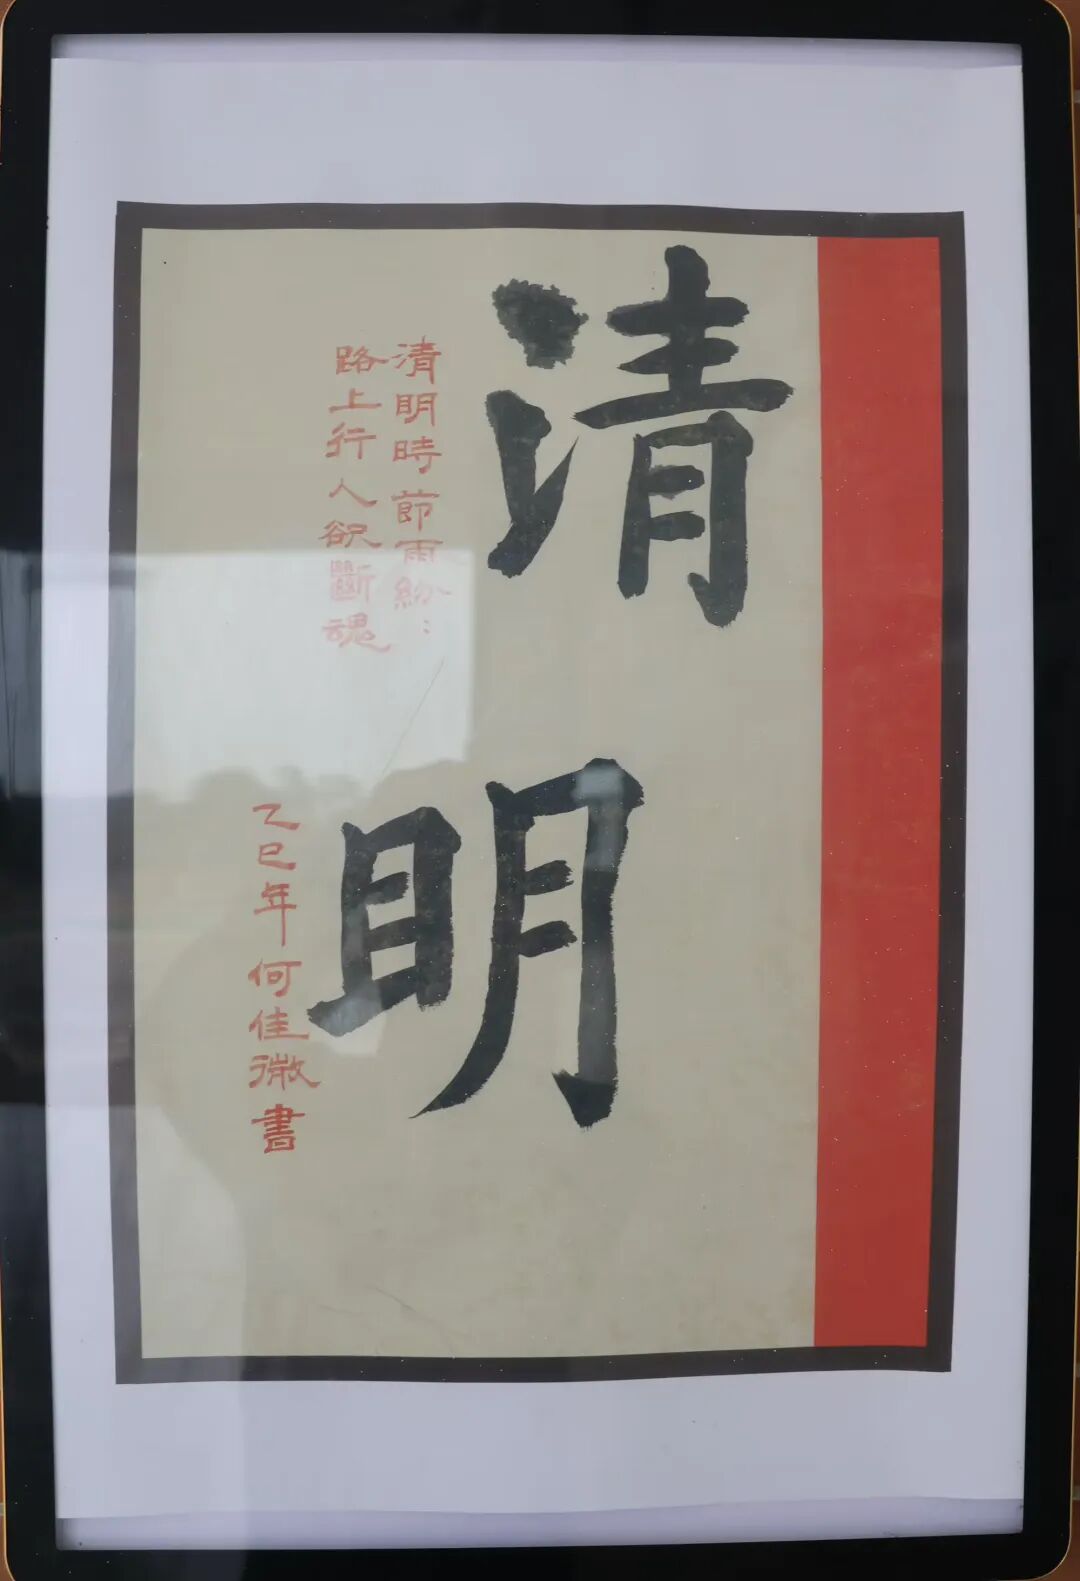 清
明
清明時節雨紛:
路上行人欲斷魂
乙巳年何佳微書